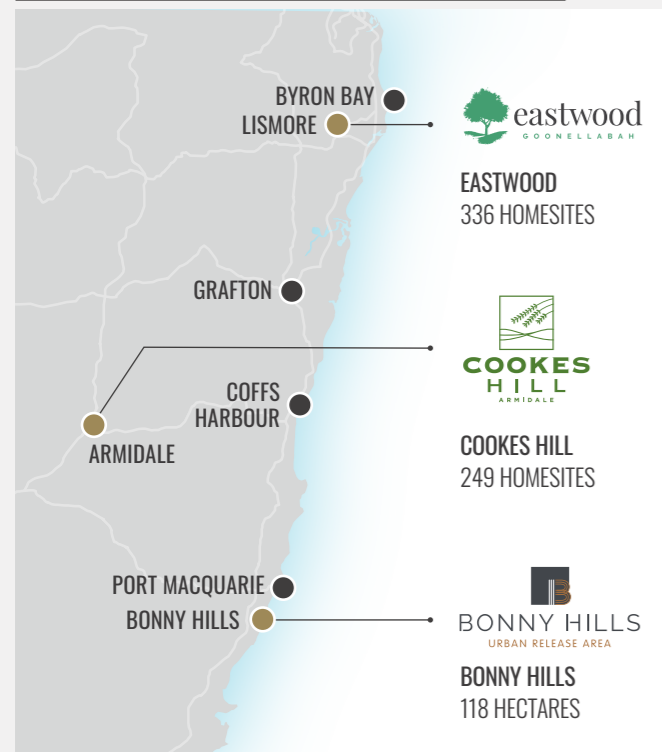 BYRON BAY
LISMORE
eastwood
GOONELLABAH
EASTWOOD
336 HOMESITES
GRAFTON
COOKES
HILL
ARMIDALE
COFFS
HARBOUR
ARMIDALE
COOKES HILL
249 HOMESITES
PORT MACQUARIE
BONNY HILLS
B
BONNY HILLS
URBAN RELEASE AREA
BONNY HILLS
118 HECTARES